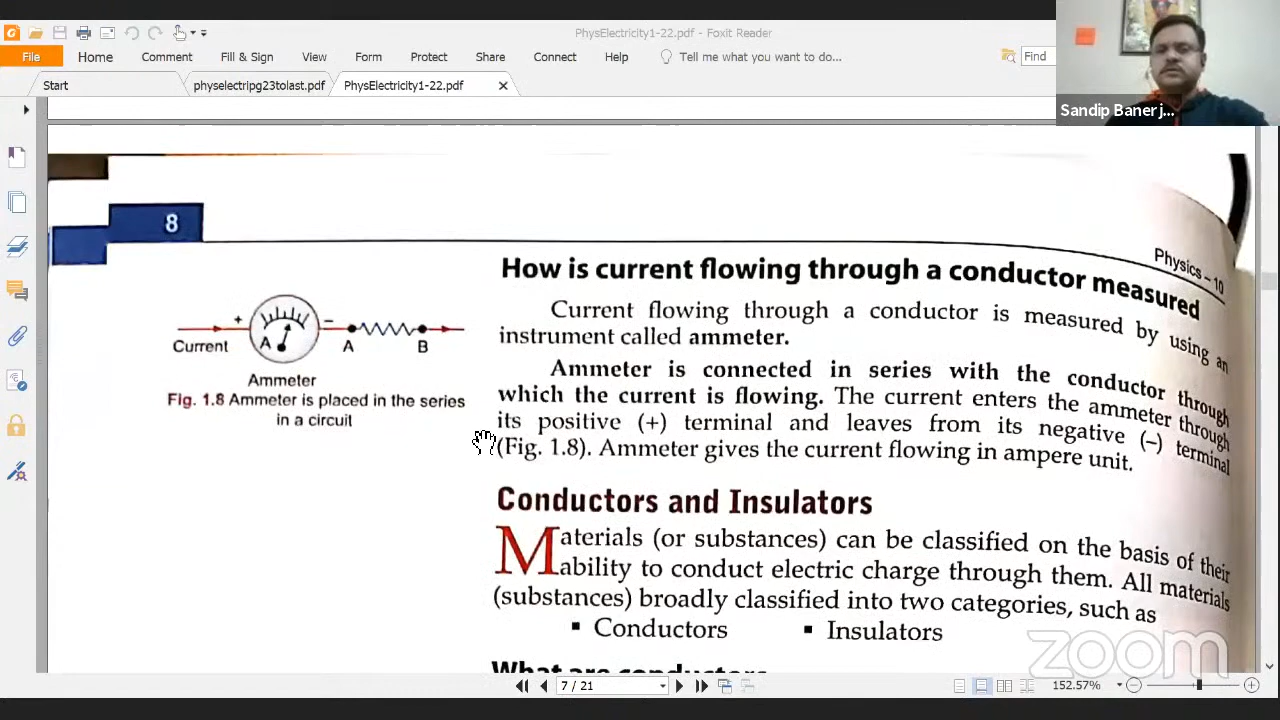 PhysElectricity1-22.pdf - Foxit Reader
File Home Comment Fill & Sign View Form Protect Share Connect Help Tell me what you want to do... Find
Start physelectripg23tolast.pdf PhysElectricity1-22.pdf
Sandip Banerj...
8
Physics – 10
How is current flowing through a conductor measured
Current flowing through a conductor is measured by using an
instrument called ammeter.
Ammeter is connected in series with the conductor through
which the current is flowing. The current enters the ammeter through
its positive (+) terminal and leaves from its negative (–) terminal
(Fig. 1.8). Ammeter gives the current flowing in ampere unit.
+ –
A
Current A B
Ammeter
Fig. 1.8 Ammeter is placed in the series
in a circuit
Conductors and Insulators
Materials (or substances) can be classified on the basis of their
ability to conduct electric charge through them. All materials
(substances) broadly classified into two categories, such as
▪ Conductors ▪ Insulators
What are conductors
zoom
7 / 21 152.57%